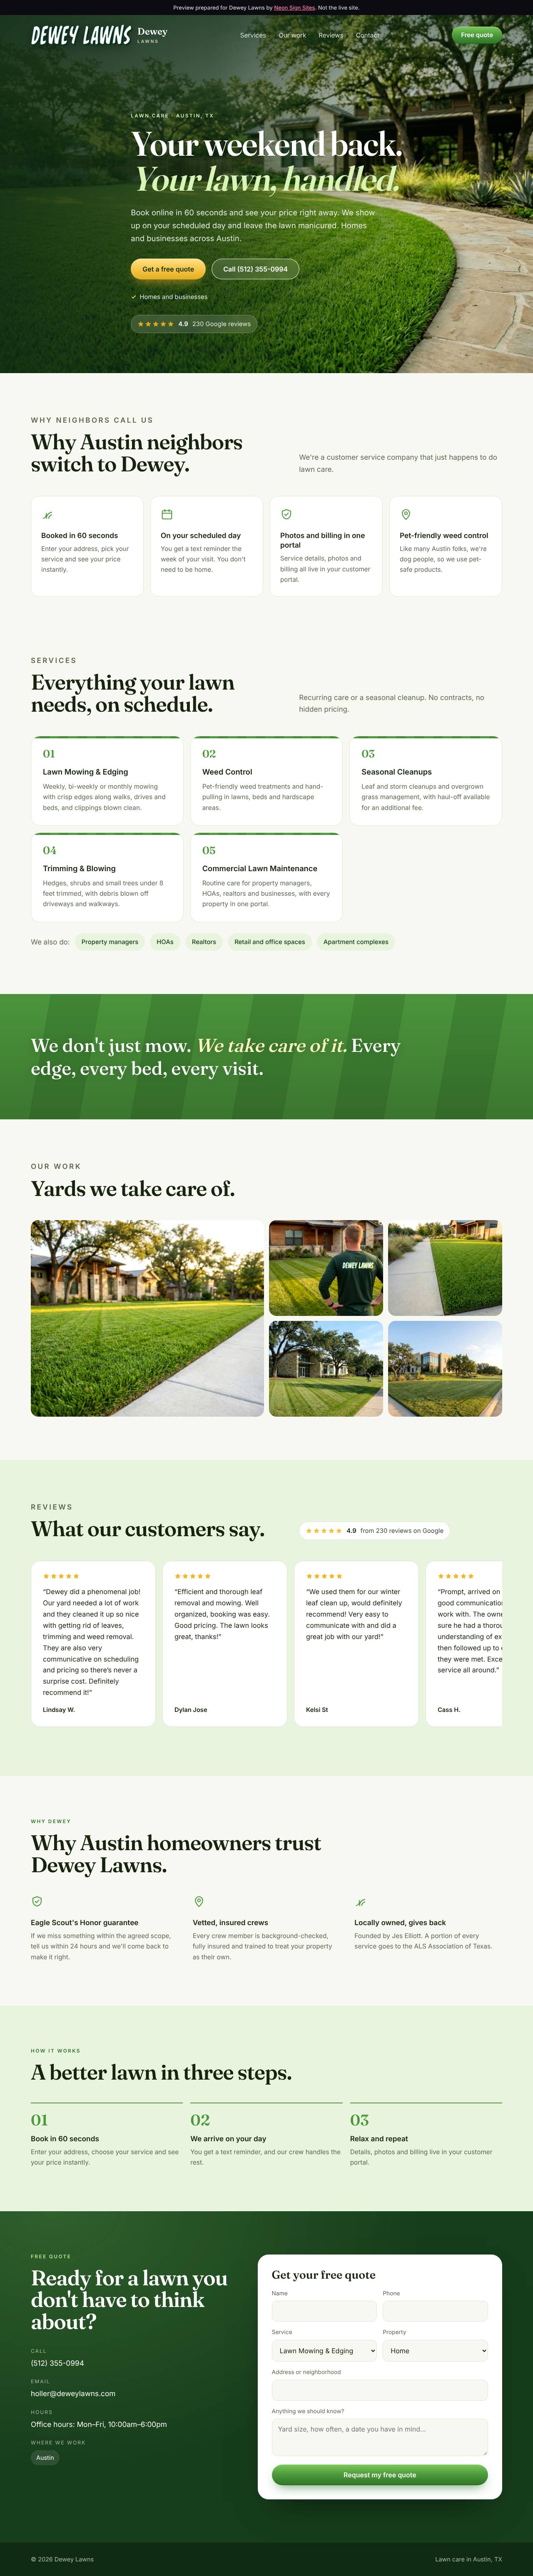 Preview prepared for Dewey Lawns by Neon Sign Sites. Not the live site.
DEWEY LAWNS
Dewey
LAWNS
Services
Our work
Reviews
Contact
Free quote
LAWN CARE · AUSTIN, TX
Your weekend back.
Your lawn, handled.
Book online in 60 seconds and see your price right away. We show
up on your scheduled day and leave the lawn manicured. Homes
and businesses across Austin.
Get a free quote
Call (512) 355-0994
✓ Homes and businesses
★★★★★ 4.9 230 Google reviews
WHY NEIGHBORS CALL US
Why Austin neighbors
switch to Dewey.
We're a customer service company that just happens to do
lawn care.
Booked in 60 seconds
Enter your address, pick your
service and see your price
instantly.
On your scheduled day
You get a text reminder the
week of your visit. You don't
need to be home.
Photos and billing in one
portal
Service details, photos and
billing all live in your customer
portal.
Pet-friendly weed control
Like many Austin folks, we're
dog people, so we use pet-
safe products.
SERVICES
Everything your lawn
needs, on schedule.
Recurring care or a seasonal cleanup. No contracts, no
hidden pricing.
01
Lawn Mowing & Edging
Weekly, bi-weekly or monthly mowing
with crisp edges along walks, drives and
beds, and clippings blown clean.
02
Weed Control
Pet-friendly weed treatments and hand-
pulling in lawns, beds and hardscape
areas.
03
Seasonal Cleanups
Leaf and storm cleanups and overgrown
grass management, with haul-off available
for an additional fee.
04
Trimming & Blowing
Hedges, shrubs and small trees under 8
feet trimmed, with debris blown off
driveways and walkways.
05
Commercial Lawn Maintenance
Routine care for property managers,
HOAs, realtors and businesses, with every
property in one portal.
We also do:
Property managers
HOAs
Realtors
Retail and office spaces
Apartment complexes
We don't just mow. We take care of it. Every
edge, every bed, every visit.
OUR WORK
Yards we take care of.
DEWEY LAWNS
REVIEWS
What our customers say.
★★★★★ 4.9 from 230 reviews on Google
★★★★★
“Dewey did a phenomenal job!
Our yard needed a lot of work
and they cleaned it up so nice
with getting rid of leaves,
trimming and weed removal.
They are also very
communicative on scheduling
and pricing so there's never a
surprise cost. Definitely
recommend it!”
Lindsay W.
★★★★★
“Efficient and thorough leaf
removal and mowing. Well
organized, booking was easy.
Good pricing. The lawn looks
great, thanks!”
Dylan Jose
★★★★★
“We used them for our winter
leaf clean up, would definitely
recommend! Very easy to
communicate with and did a
great job with our yard!”
Kelsi St
★★★★★
“Prompt, arrived on
good communication
work with. The owne
sure he had a thorou
understanding of ex
then followed up to
they were met. Exce
service all around.”
Cass H.
WHY DEWEY
Why Austin homeowners trust
Dewey Lawns.
Eagle Scout's Honor guarantee
If we miss something within the agreed scope,
tell us within 24 hours and we'll come back to
make it right.
Vetted, insured crews
Every crew member is background-checked,
fully insured and trained to treat your property
as their own.
Locally owned, gives back
Founded by Jes Elliott. A portion of every
service goes to the ALS Association of Texas.
HOW IT WORKS
A better lawn in three steps.
01
Book in 60 seconds
Enter your address, choose your service and see
your price instantly.
02
We arrive on your day
You get a text reminder, and our crew handles the
rest.
03
Relax and repeat
Details, photos and billing live in your customer
portal.
FREE QUOTE
Ready for a lawn you
don't have to think
about?
CALL
(512) 355-0994
EMAIL
holler@deweylawns.com
HOURS
Office hours: Mon–Fri, 10:00am–6:00pm
WHERE WE WORK
Austin
Get your free quote
Name
Phone
Service
Property
Lawn Mowing & Edging
Home
Address or neighborhood
Anything we should know?
Yard size, how often, a date you have in mind...
Request my free quote
© 2026 Dewey Lawns
Lawn care in Austin, TX